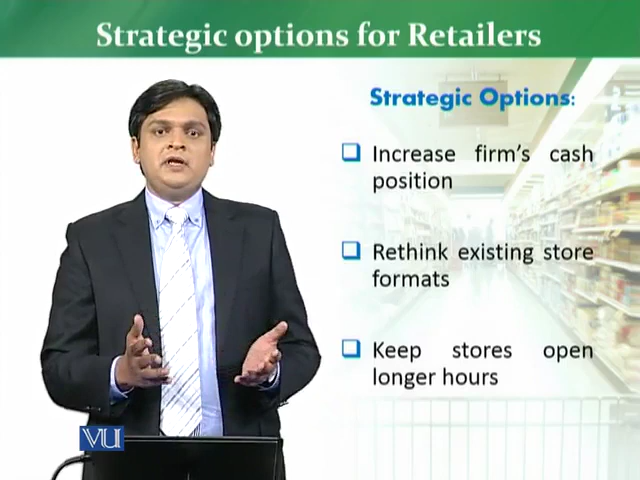 Strategic options for Retailers
Strategic Options:
Increase firm's cash
position
Rethink existing store
formats
Keep stores open
longer hours
VU